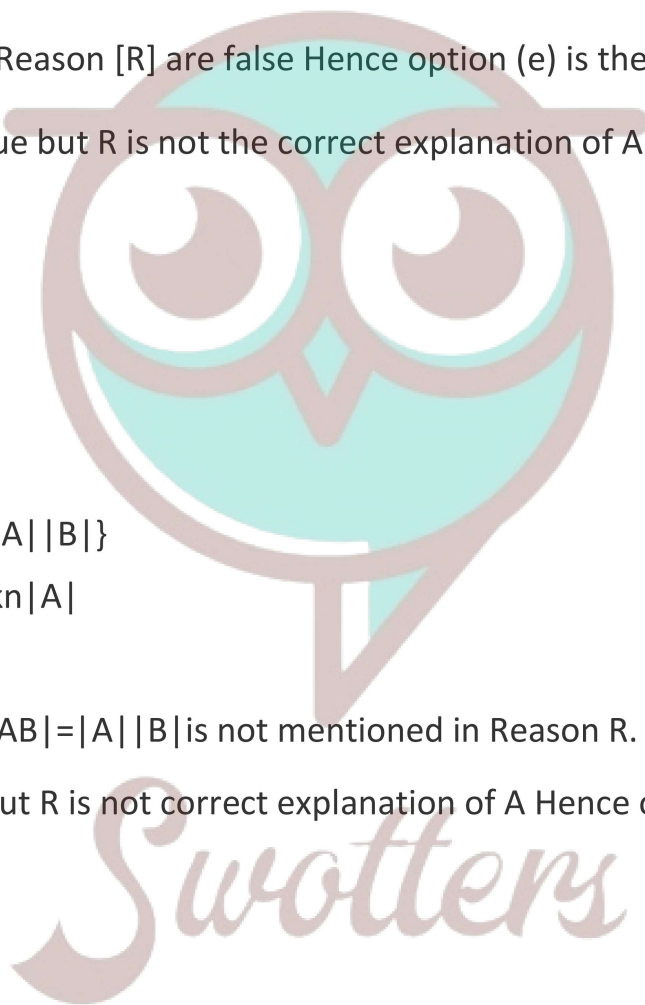 Reason [R] are false Hence option (e) is the
ue but R is not the correct explanation of A
A||B|}
n|A|
AB|=|A||B|is not mentioned in Reason R.
ut R is not correct explanation of A Hence
Swotters